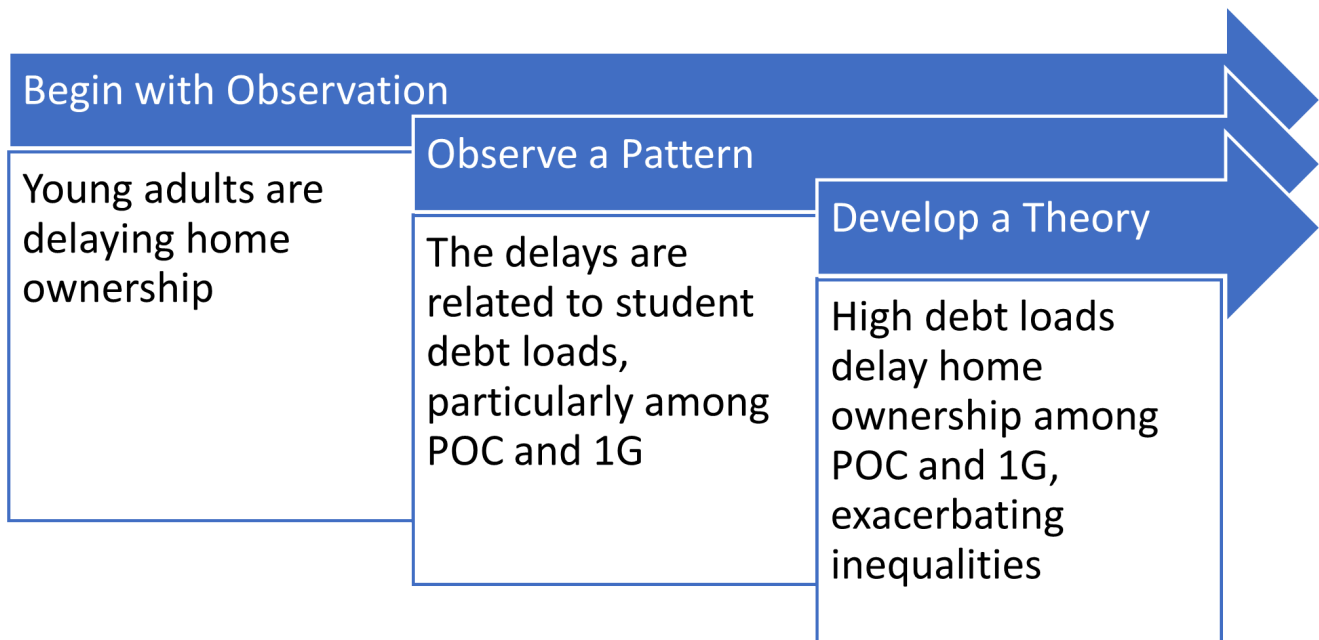 Begin with Observation
Young adults are
delaying home
ownership
Observe a Pattern
The delays are
related to student
debt loads,
particularly among
POC and 1G
Develop a Theory
High debt loads
delay home
ownership among
POC and 1G,
exacerbating
inequalities